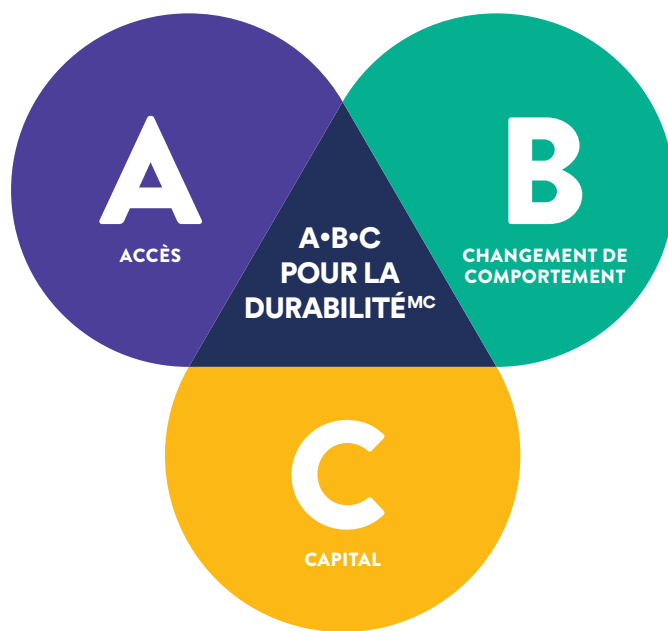 A
ACCÈS
B
CHANGEMENT DE
COMPORTEMENT
A•B•C
POUR LA
DURABILITÉMC
C
CAPITAL